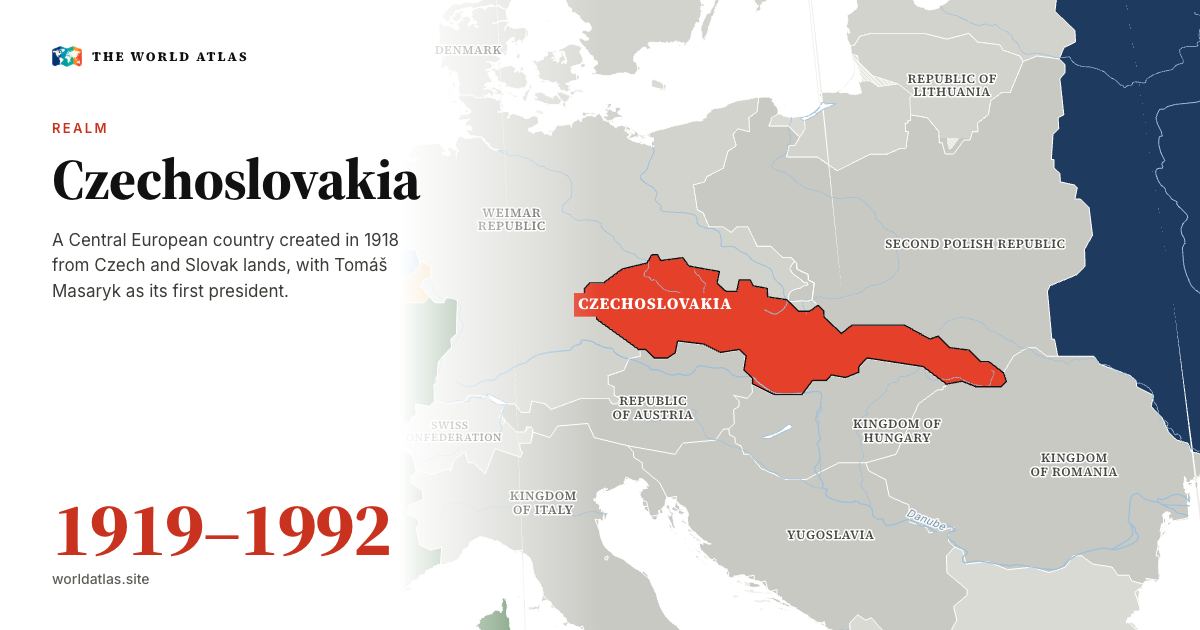 THE WORLD ATLAS
REALM
Czechoslovakia
A Central European country created in 1918
from Czech and Slovak lands, with Tomáš
Masaryk as its first president.
1919–1992
worldatlas.site
DENMARK
REPUBLIC OF
LITHUANIA
WEIMAR
REPUBLIC
SECOND POLISH REPUBLIC
CZECHOSLOVAKIA
REPUBLIC
OF AUSTRIA
SWISS
ONFEDERATION
KINGDOM OF
HUNGARY
KINGDOM
OF ROMANIA
KINGDOM
OF ITALY
YUGOSLAVIA
Danube